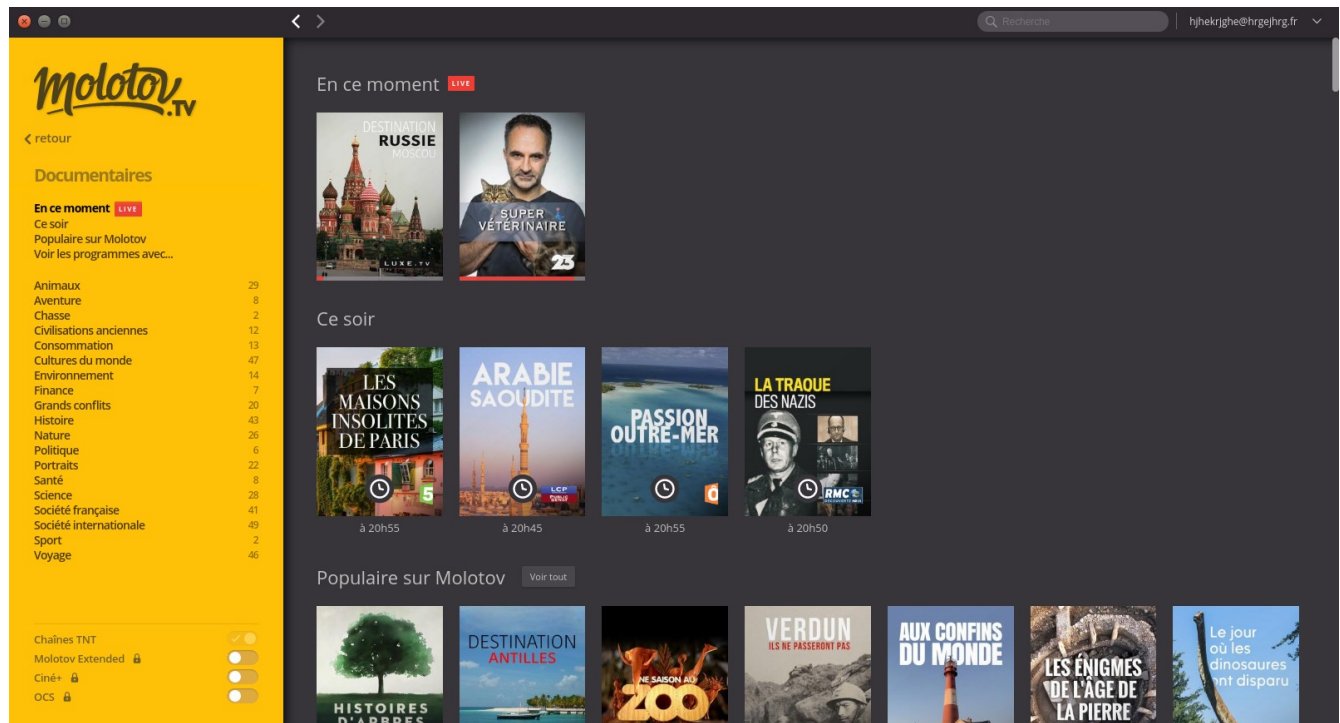 Recherche
hjhekrjghe@hrgejhrg.fr
molotov
.TV
retour
Documentaires
En ce moment LIVE
Ce soir
Populaire sur Molotov
Voir les programmes avec...
Animaux 29
Aventure 8
Chasse 2
Civilisations anciennes 12
Consommation 13
Cultures du monde 47
Environnement 14
Finance 7
Grands conflits 20
Histoire 43
Nature 26
Politique 6
Portraits 22
Santé 8
Science 28
Société française 41
Société internationale 49
Sport 2
Voyage 46
Chaînes TNT
Molotov Extended
Ciné+
OCS
En ce moment LIVE
DESTINATION
RUSSIE
MOSCOU
LUXE.TV
SUPER
VÉTÉRINAIRE
23
Ce soir
LES
MAISONS
INSOLITES
DE PARIS
5
à 20h55
ARABIE
SAOUDITE
LCP
à 20h45
PASSION
OUTRE-MER
Ô
à 20h55
LA TRAQUE
DES NAZIS
RMC
DECOUVERTE
à 20h50
Populaire sur Molotov Voir tout
HISTOIRES
D'ARBRES
DESTINATION
ANTILLES
UNE SAISON AU
ZOO
VERDUN
ILS NE PASSERONT PAS
AUX CONFINS
DU MONDE
LES ÉNIGMES
DE L'ÂGE DE
LA PIERRE
Le jour
où les
dinosaures
ont disparu